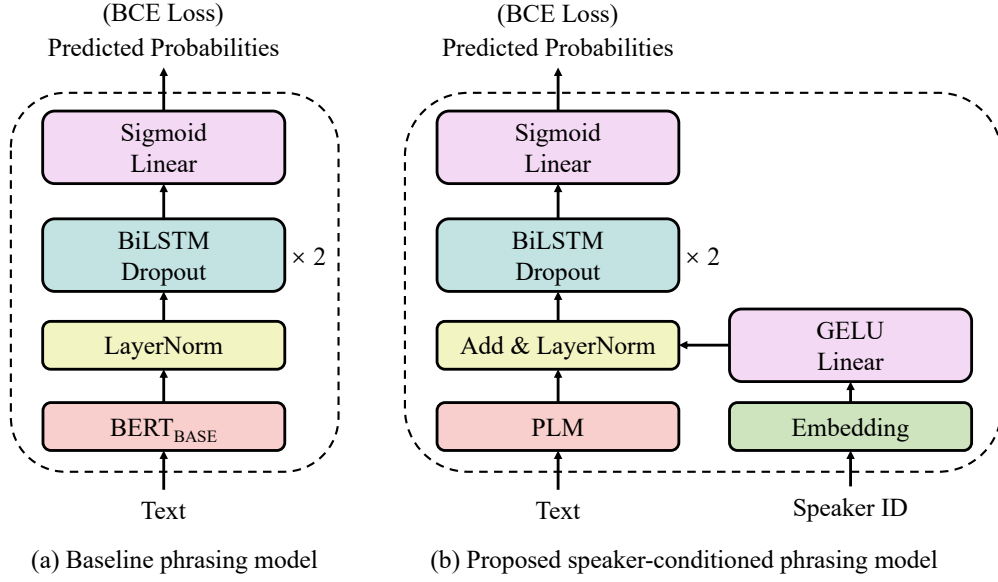 (BCE Loss)
Predicted Probabilities
Sigmoid
Linear
BiLSTM
Dropout
× 2
LayerNorm
BERT_BASE
Text
(a) Baseline phrasing model
(BCE Loss)
Predicted Probabilities
Sigmoid
Linear
BiLSTM
Dropout
× 2
Add & LayerNorm
GELU
Linear
PLM
Embedding
Text
Speaker ID
(b) Proposed speaker-conditioned phrasing model